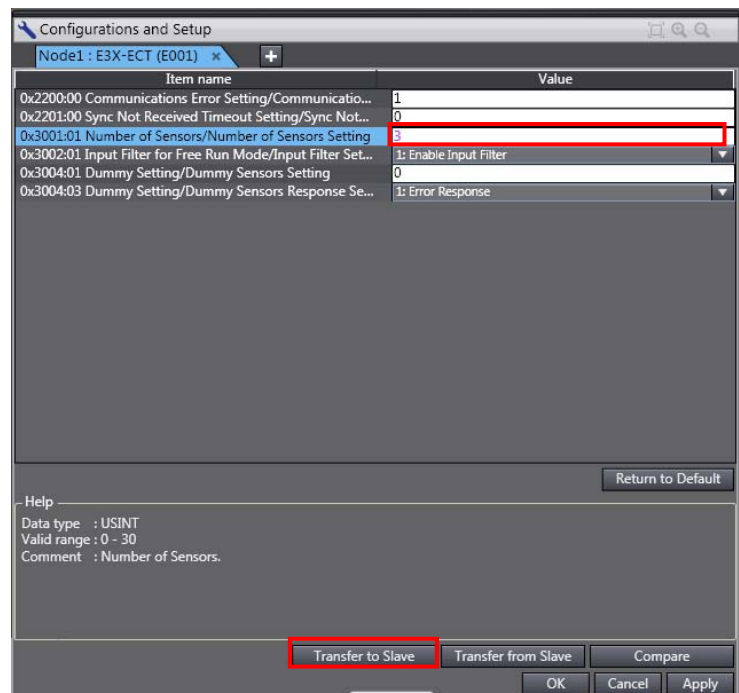 Configurations and Setup
Node1 : E3X-ECT (E001) × +
Item name Value
0x2200:00 Communications Error Setting/Communicatio... 1
0x2201:00 Sync Not Received Timeout Setting/Sync Not... 0
0x3001:01 Number of Sensors/Number of Sensors Setting 3
0x3002:01 Input Filter for Free Run Mode/Input Filter Set... 1: Enable Input Filter
0x3004:01 Dummy Setting/Dummy Sensors Setting 0
0x3004:03 Dummy Setting/Dummy Sensors Response Se... 1: Error Response
Return to Default
Help
Data type : USINT
Valid range : 0 - 30
Comment : Number of Sensors.
Transfer to Slave Transfer from Slave Compare
OK Cancel Apply